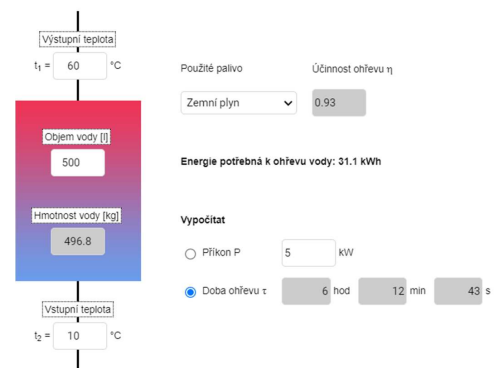 Výstupní teplota
t₁ = 60 °C
Použité palivo Účinnost ohřevu η
Zemní plyn 0.93
Objem vody [l]
500
Energie potřebná k ohřevu vody: 31.1 kWh
Hmotnost vody [kg]
496.8
Vypočítat
Příkon P 5 kW
Doba ohřevu τ 6 hod 12 min 43 s
Vstupní teplota
t₂ = 10 °C